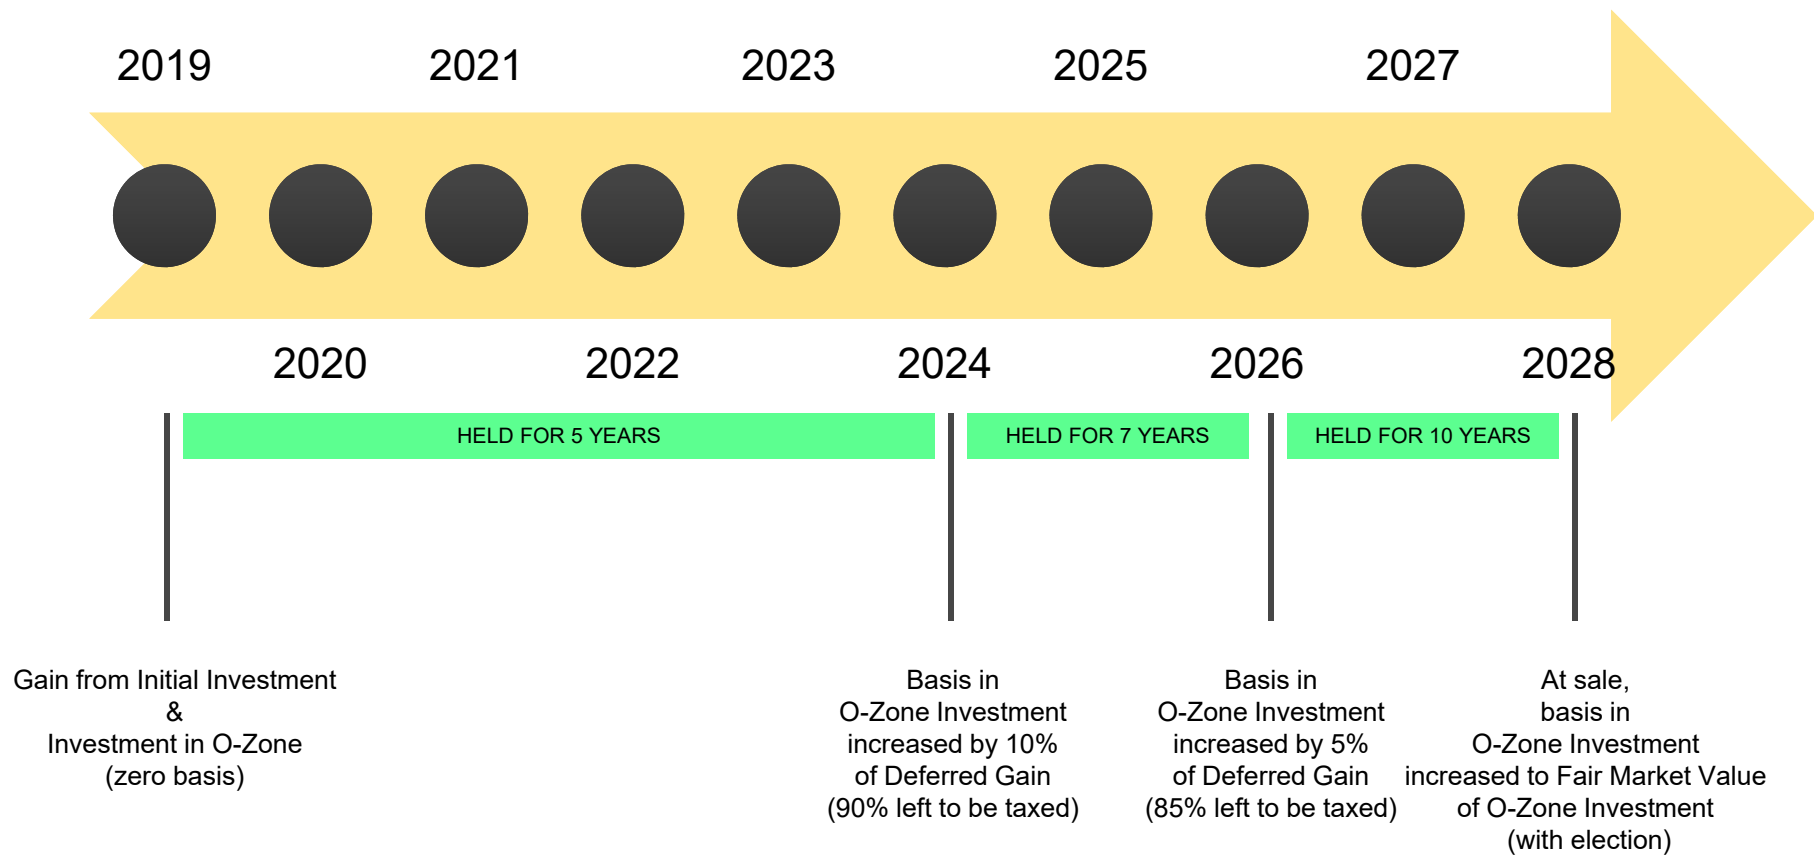 2019 2021 2023 2025 2027
2020 2022 2024 2026 2028
HELD FOR 5 YEARS HELD FOR 7 YEARS HELD FOR 10 YEARS
Gain from Initial Investment
&
Investment in O-Zone
(zero basis)
Basis in
O-Zone Investment
increased by 10%
of Deferred Gain
(90% left to be taxed)
Basis in
O-Zone Investment
increased by 5%
of Deferred Gain
(85% left to be taxed)
At sale,
basis in
O-Zone Investment
increased to Fair Market Value
of O-Zone Investment
(with election)